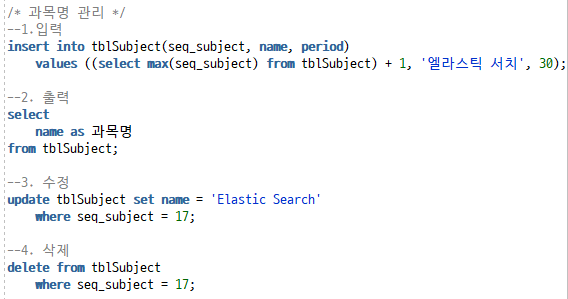 /* 과목명 관리 */
--1.입력
insert into tblSubject(seq_subject, name, period)
values ((select max(seq_subject) from tblSubject) + 1, '엘라스틱 서치', 30);
--2. 출력
select
name as 과목명
from tblSubject;
--3. 수정
update tblSubject set name = 'Elastic Search'
where seq_subject = 17;
--4. 삭제
delete from tblSubject
where seq_subject = 17;